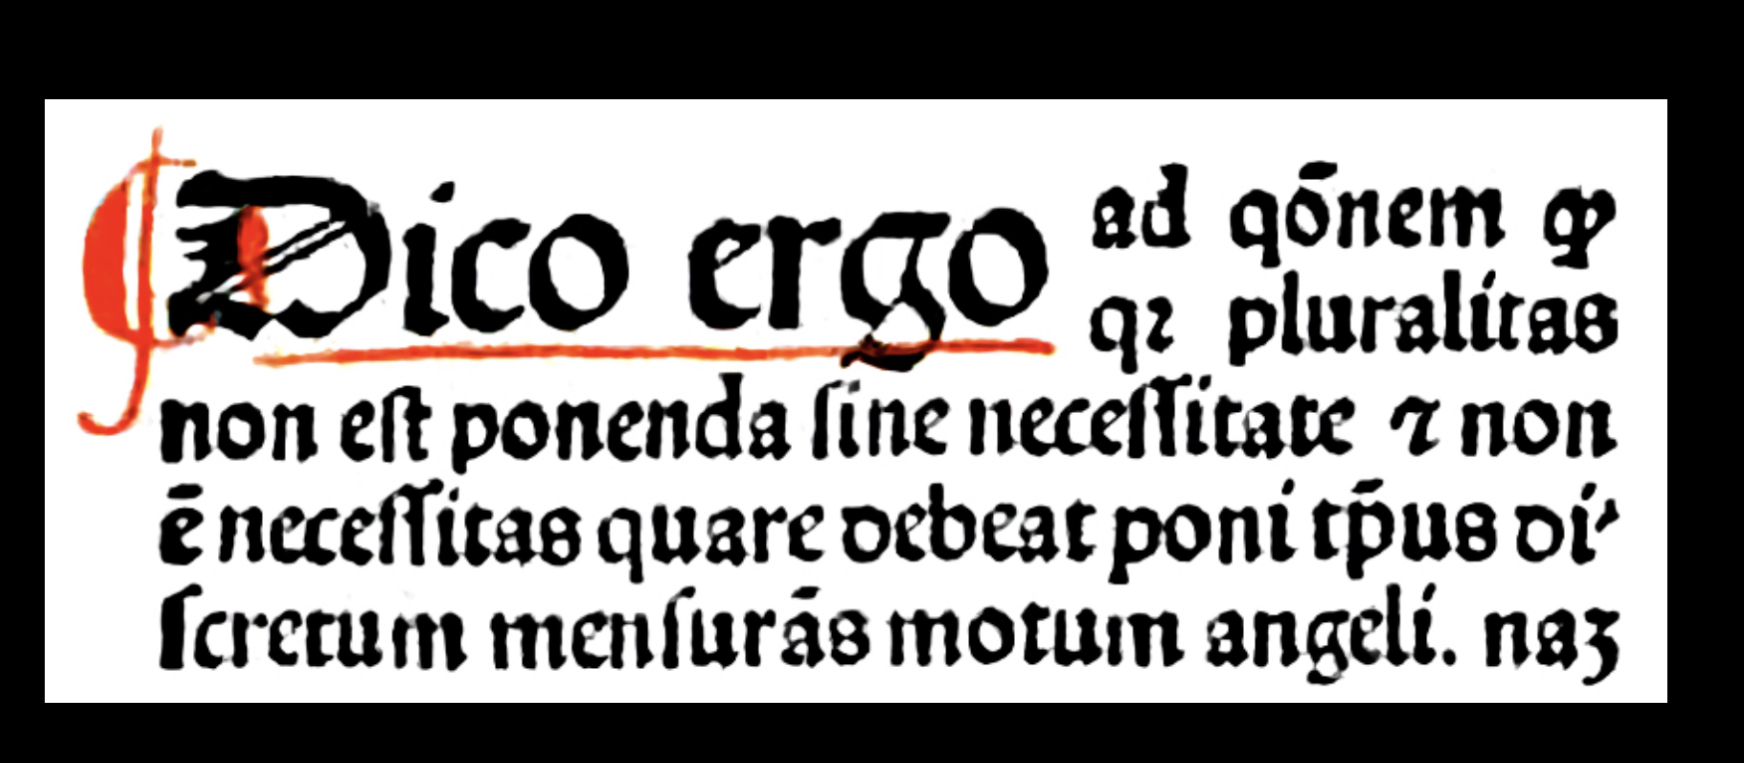 Dico ergo ad qōnem ꝙ
qꝛ pluralitas
non eſt ponenda ſine neceſſitate ⁊ non
ē neceſſitas quare debeat poni tp̄us di-
ſcretum menſurās motum angeli. naꝫ